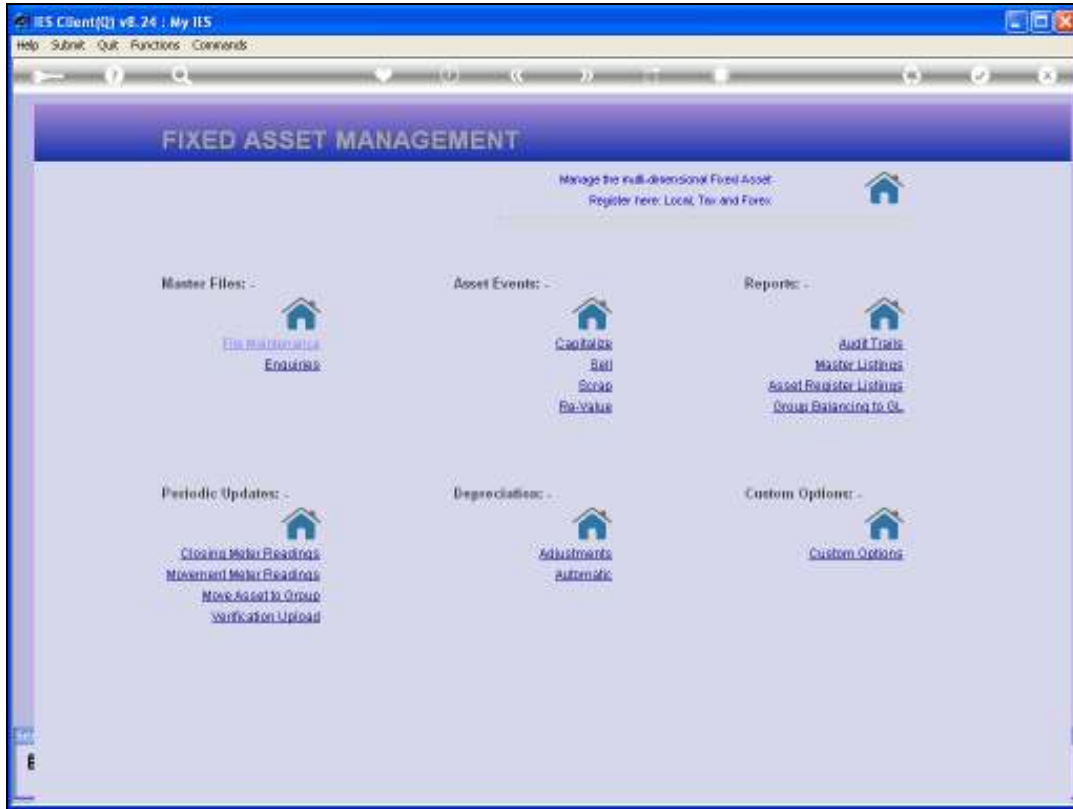 IES Client(Q) v8.24 : My IES
Help Submit Quit Functions Commands
FIXED ASSET MANAGEMENT
Manage the multi-dimensional Fixed Asset
Register here: Local, Tax and Forex
Master Files: -
File Maintenance
Enquiries
Asset Events: -
Capitalize
Sell
Scrap
Re-Value
Reports: -
Audit Trails
Master Listings
Asset Register Listings
Group Balancing to GL
Periodic Updates: -
Closing Meter Readings
Movement Meter Readings
Move Asset to Group
Verification Upload
Depreciation: -
Adjustments
Automatic
Custom Options: -
Custom Options